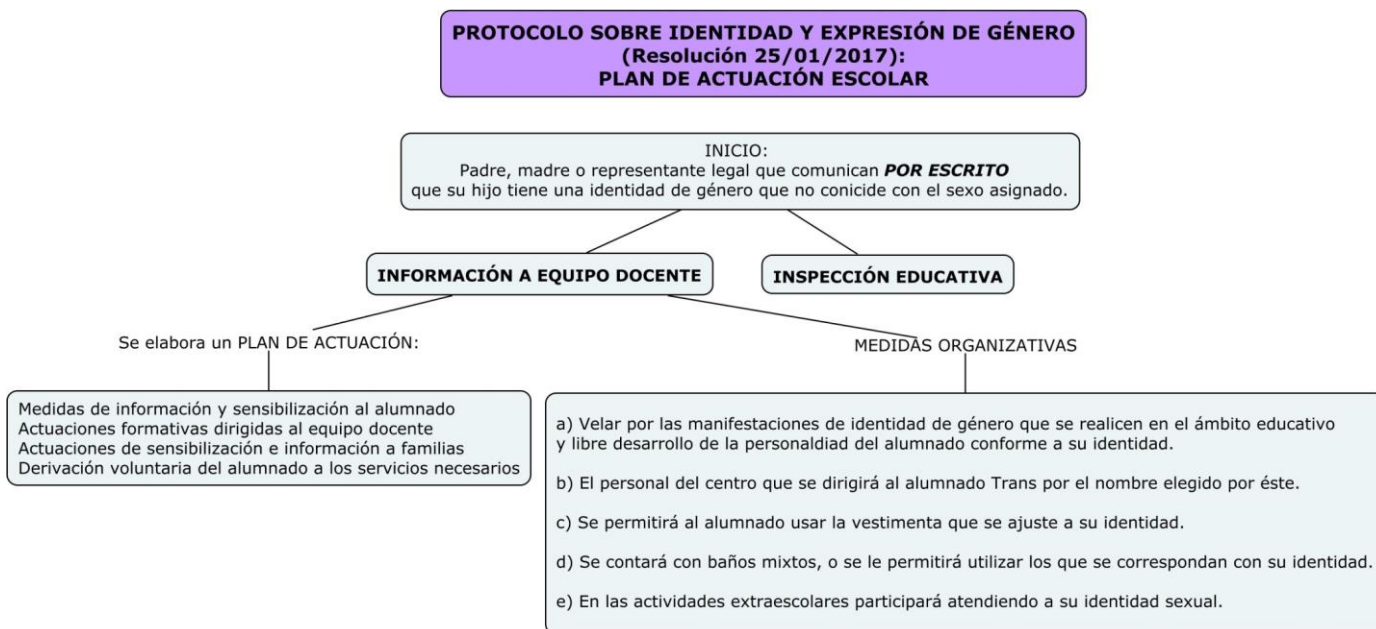 PROTOCOLO SOBRE IDENTIDAD Y EXPRESIÓN DE GÉNERO
(Resolución 25/01/2017):
PLAN DE ACTUACIÓN ESCOLAR
INICIO:
Padre, madre o representante legal que comunican POR ESCRITO
que su hijo tiene una identidad de género que no conicide con el sexo asignado.
INFORMACIÓN A EQUIPO DOCENTE
INSPECCIÓN EDUCATIVA
Se elabora un PLAN DE ACTUACIÓN:
Medidas de información y sensibilización al alumnado
Actuaciones formativas dirigidas al equipo docente
Actuaciones de sensibilización e información a familias
Derivación voluntaria del alumnado a los servicios necesarios
MEDIDAS ORGANIZATIVAS
a) Velar por las manifestaciones de identidad de género que se realicen en el ámbito educativo
y libre desarrollo de la personaldiad del alumnado conforme a su identidad.
b) El personal del centro que se dirigirá al alumnado Trans por el nombre elegido por éste.
c) Se permitirá al alumnado usar la vestimenta que se ajuste a su identidad.
d) Se contará con baños mixtos, o se le permitirá utilizar los que se correspondan con su identidad.
e) En las actividades extraescolares participará atendiendo a su identidad sexual.